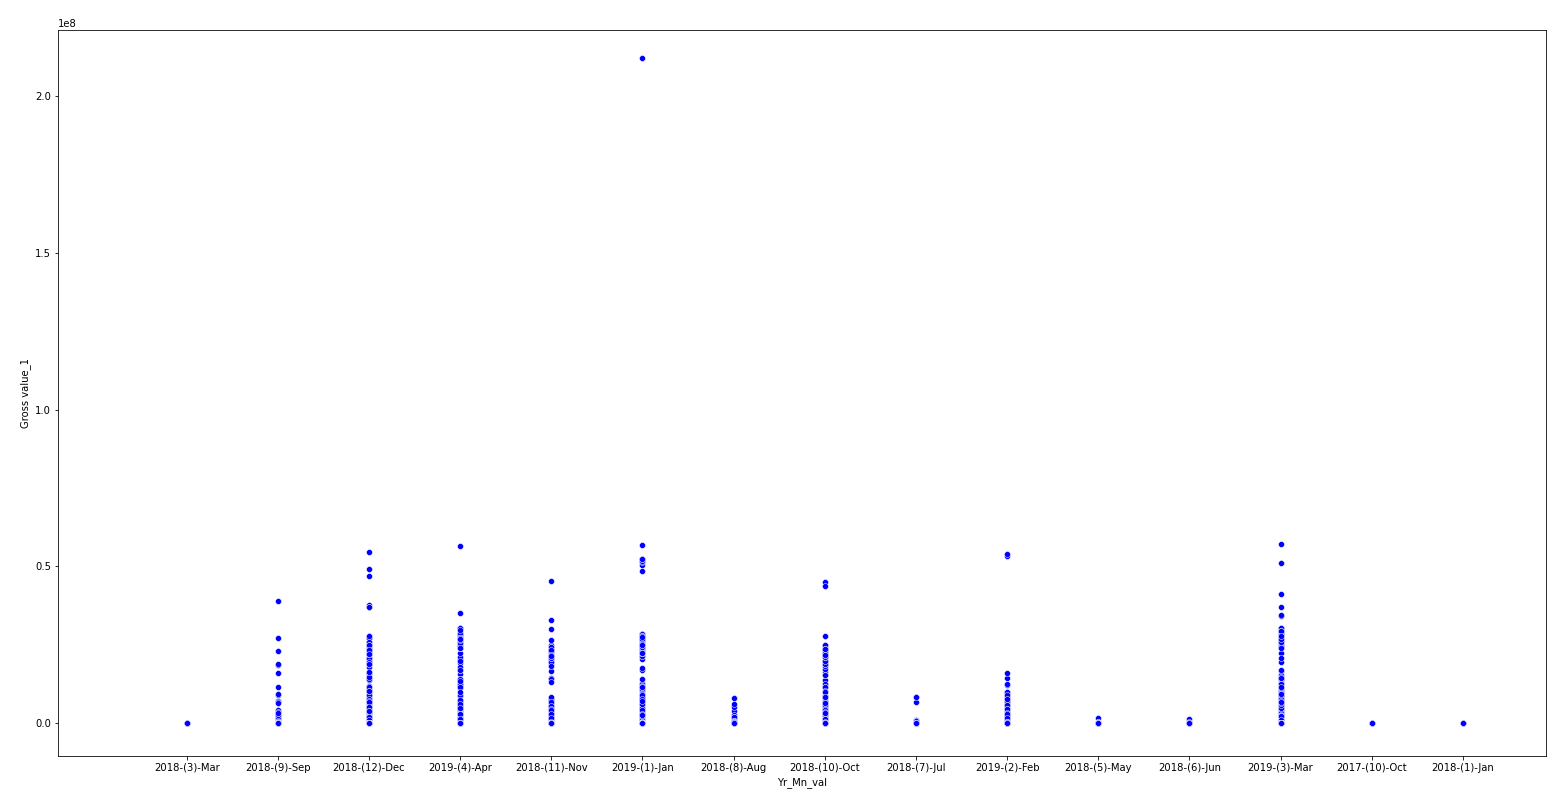 1e8
2.0
1.5
1.0
0.5
0.0
Gross value_1
2018-(3)-Mar 2018-(9)-Sep 2018-(12)-Dec 2019-(4)-Apr 2018-(11)-Nov 2019-(1)-Jan 2018-(8)-Aug 2018-(10)-Oct 2018-(7)-Jul 2019-(2)-Feb 2018-(5)-May 2018-(6)-Jun 2019-(3)-Mar 2017-(10)-Oct 2018-(1)-Jan
Yr_Mn_val